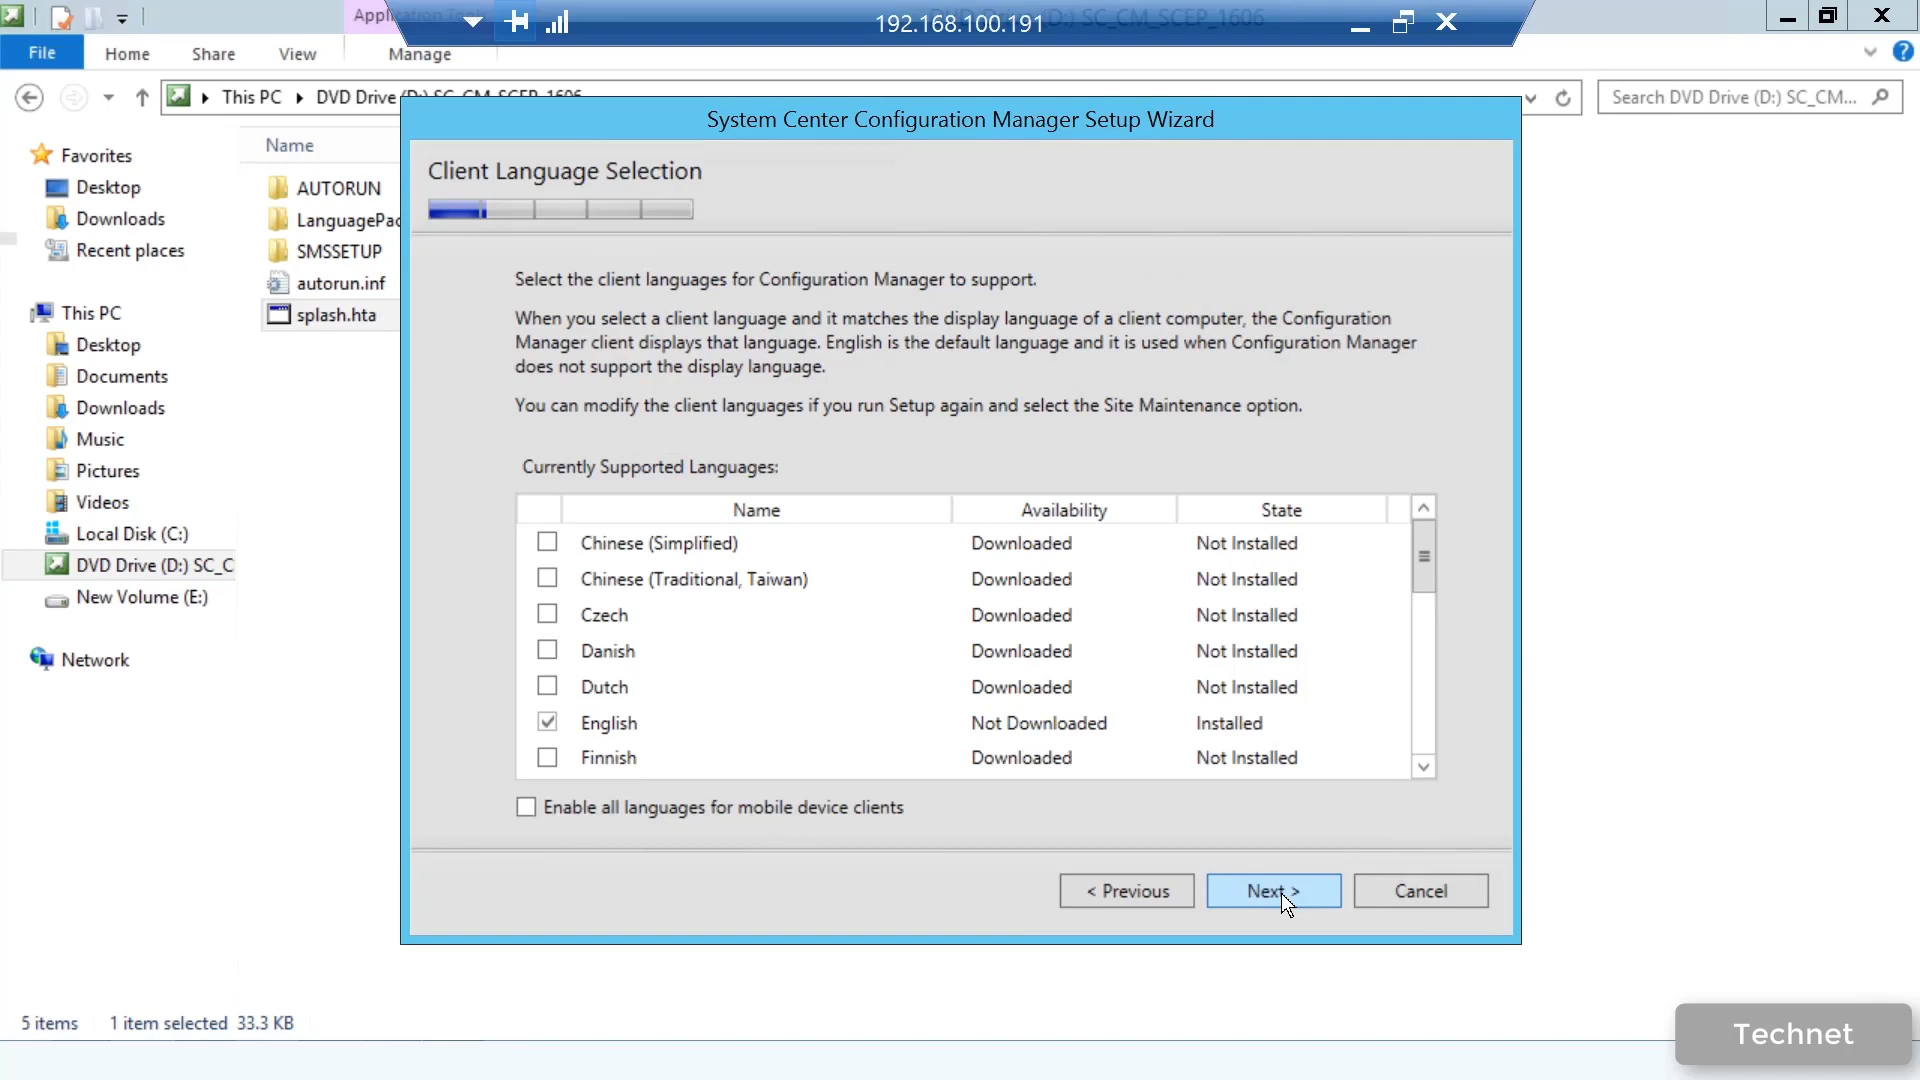 192.168.100.191
File
Home
Share
View
Manage
This PC
DVD Drive (D:) SC_CM_SCEP_1606
Search DVD Drive (D:) SC_CM...
Favorites
Desktop
Downloads
Recent places
This PC
Desktop
Documents
Downloads
Music
Pictures
Videos
Local Disk (C:)
DVD Drive (D:) SC_C
New Volume (E:)
Network
Name
AUTORUN
LanguagePac
SMSSETUP
autorun.inf
splash.hta
System Center Configuration Manager Setup Wizard
Client Language Selection
Select the client languages for Configuration Manager to support.
When you select a client language and it matches the display language of a client computer, the Configuration
Manager client displays that language. English is the default language and it is used when Configuration Manager
does not support the display language.
You can modify the client languages if you run Setup again and select the Site Maintenance option.
Currently Supported Languages:
Name Availability State
Chinese (Simplified) Downloaded Not Installed
Chinese (Traditional, Taiwan) Downloaded Not Installed
Czech Downloaded Not Installed
Danish Downloaded Not Installed
Dutch Downloaded Not Installed
English Not Downloaded Installed
Finnish Downloaded Not Installed
Enable all languages for mobile device clients
< Previous
Next >
Cancel
5 items 1 item selected 33.3 KB
Technet